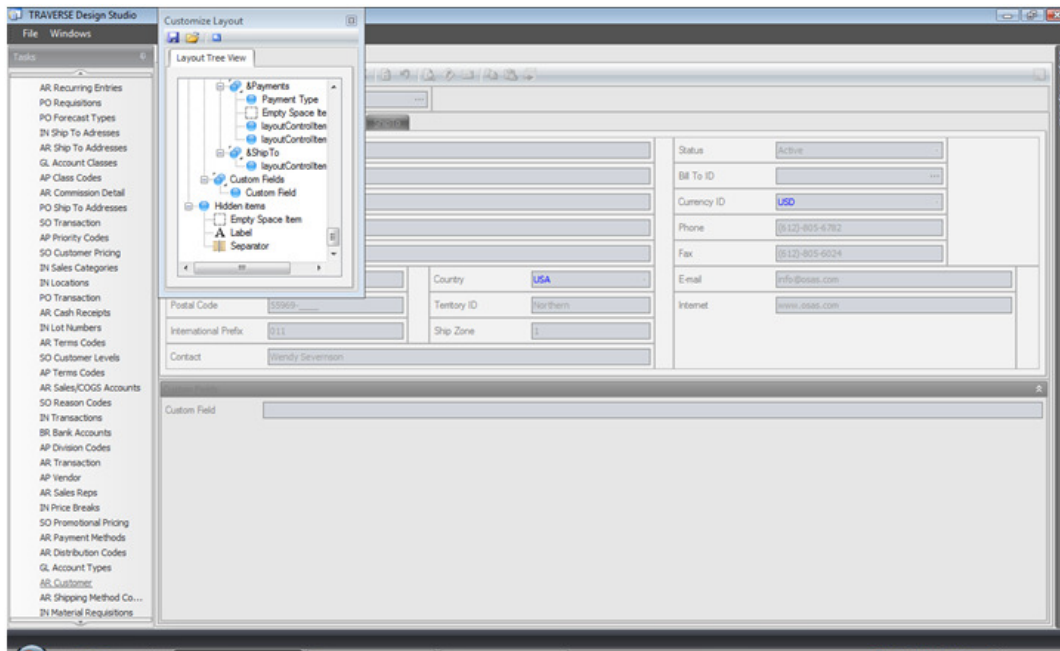 TRAVERSE Design Studio
File Windows
Tasks
Customize Layout
Layout Tree View
&Payments
Payment Type
Empty Space Ite
layoutControlIten
layoutControlIten
&ShipTo
layoutControlIten
Custom Fields
Custom Field
Hidden items
Empty Space Item
A Label
Separator
AR Recurring Entries
PO Requisitions
PO Forecast Types
IN Ship To Adresses
AR Ship To Addresses
GL Account Classes
AP Class Codes
AR Commission Detail
PO Ship To Addresses
SO Transaction
AP Priority Codes
SO Customer Pricing
IN Sales Categories
IN Locations
PO Transaction
AR Cash Receipts
IN Lot Numbers
AR Terms Codes
SO Customer Levels
AP Terms Codes
AR Sales/COGS Accounts
SO Reason Codes
IN Transactions
BR Bank Accounts
AP Division Codes
AR Transaction
AP Vendor
AR Sales Reps
IN Price Breaks
SO Promotional Pricing
AR Payment Methods
AR Distribution Codes
GL Account Types
AR Customer
AR Shipping Method Co...
IN Material Requisitions
ShipTo
Status Active
Bill To ID
Currency ID USD
Phone (612)-805-6782
Fax (612)-805-6024
Country USA E-mail info@osas.com
Postal Code 55969-____ Territory ID Northern Internet www.osas.com
International Prefix 011 Ship Zone 1
Contact Wendy Severnson
Custom Fields
Custom Field